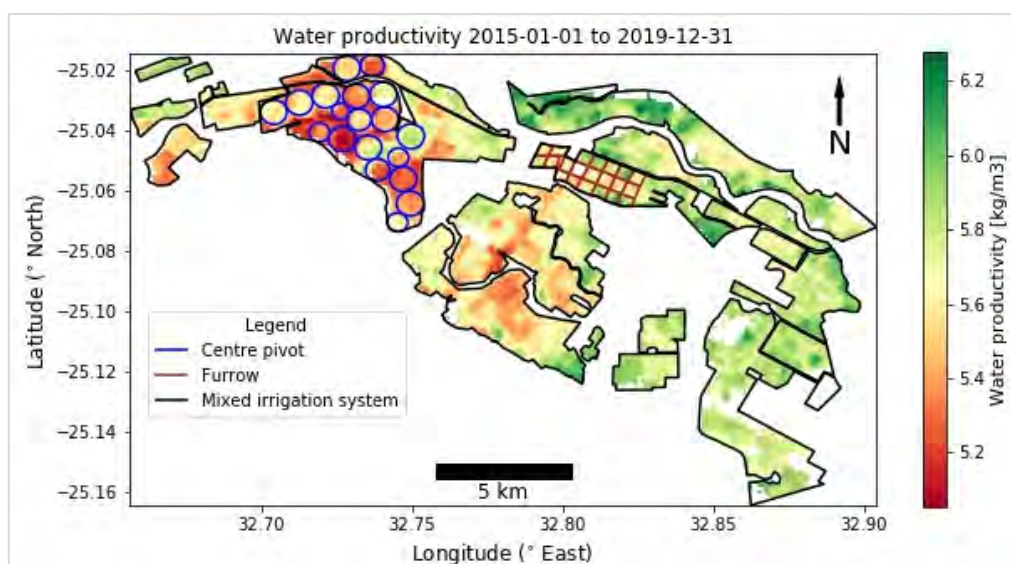 Water productivity 2015-01-01 to 2019-12-31
−25.02
−25.04
−25.06
−25.08
−25.10
−25.12
−25.14
−25.16
Latitude (° North)
N
Legend
Centre pivot
Furrow
Mixed irrigation system
5 km
32.70
32.75
32.80
32.85
32.90
Longitude (° East)
6.2
6.0
5.8
5.6
5.4
5.2
Water productivity [kg/m3]